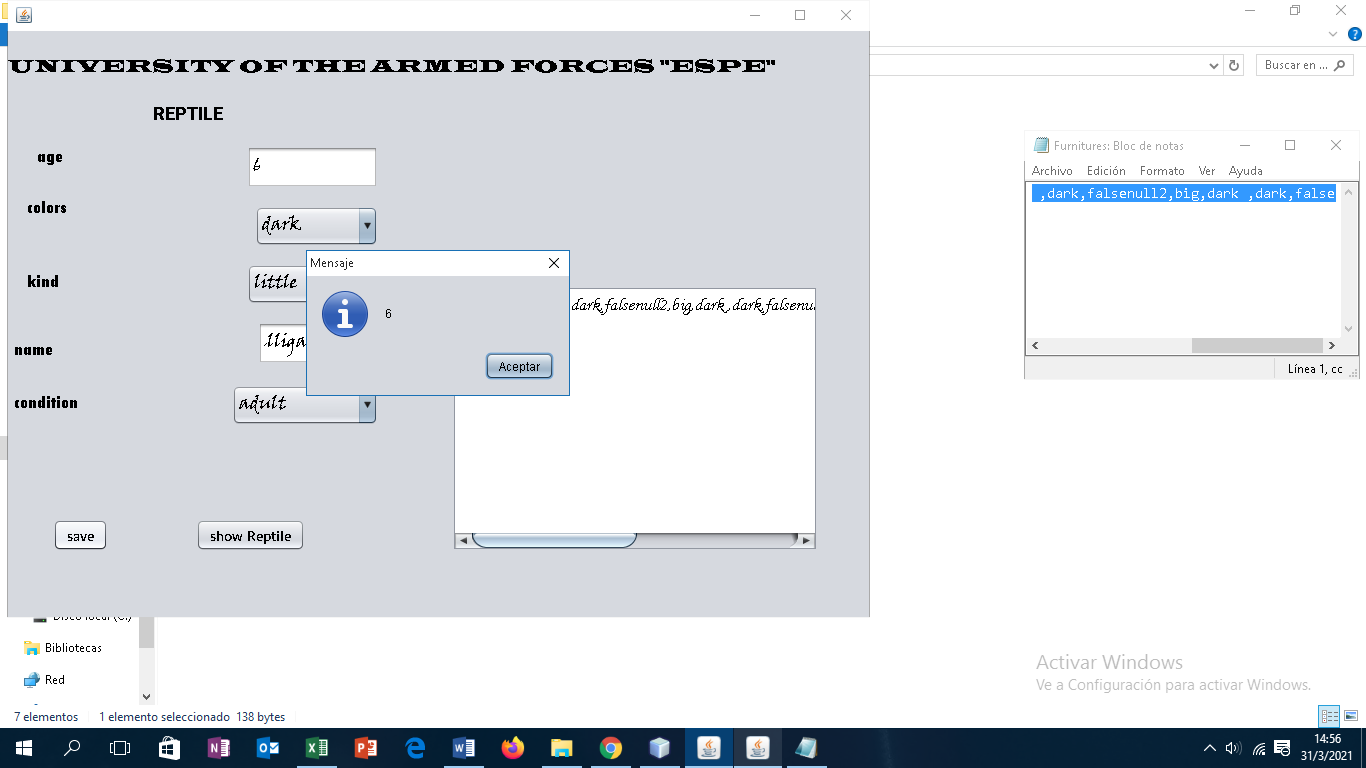 UNIVERSITY OF THE ARMED FORCES "ESPE"
REPTILE
age
6
colors
dark
kind
little
name
lliga
condition
adult
save
show Reptile
Mensaje
6
Aceptar
dark,falsenull2,big,dark ,dark,falsenul
Buscar en ...
Furnitures: Bloc de notas
Archivo Edición Formato Ver Ayuda
,dark,falsenull2,big,dark ,dark,false
Línea 1, cc
Disco local (C:)
Bibliotecas
Red
7 elementos 1 elemento seleccionado 138 bytes
Activar Windows
Ve a Configuración para activar Windows.
14:56
31/3/2021